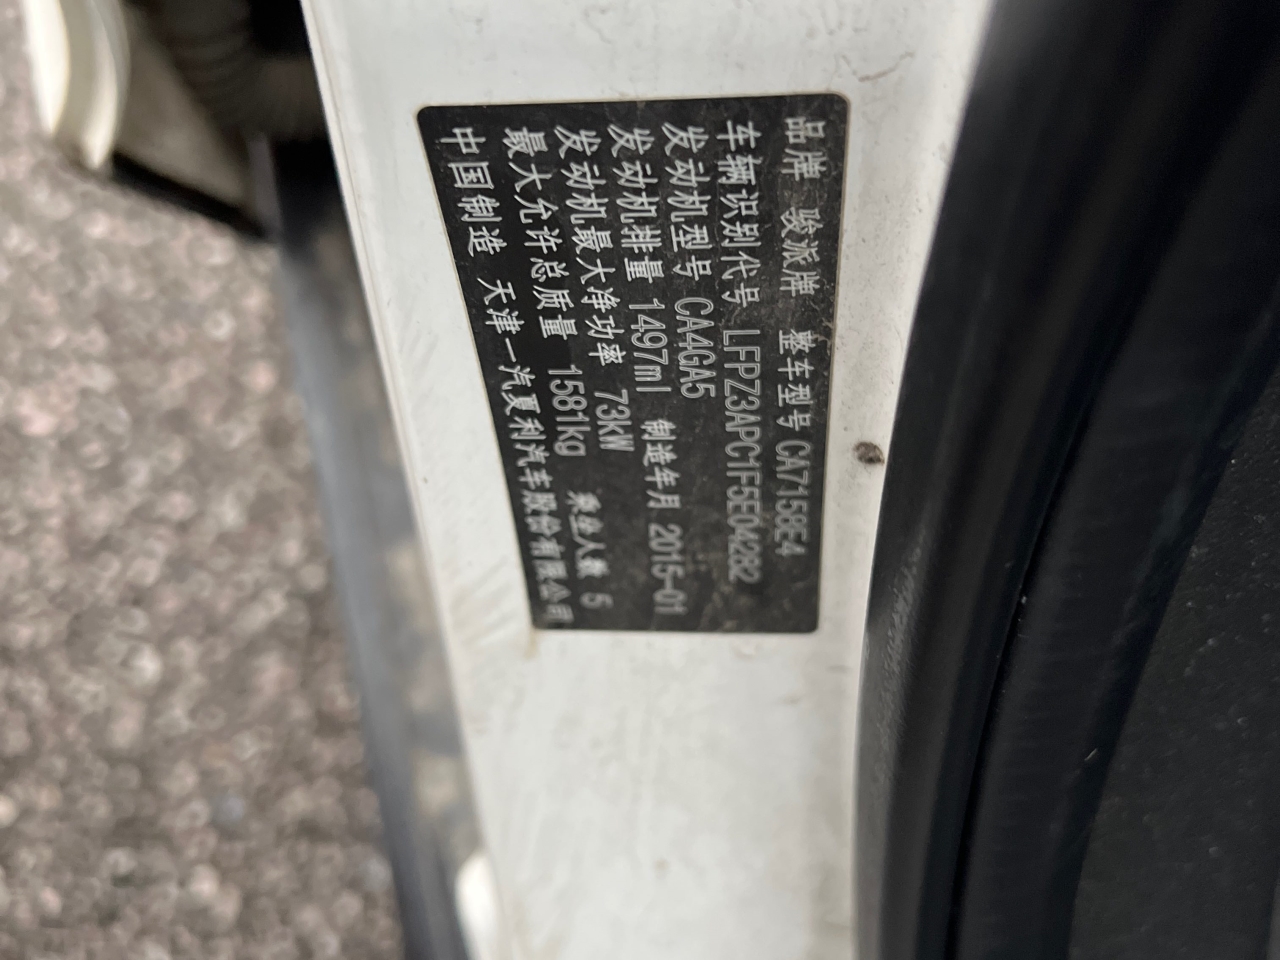 品牌 骏派牌 整车型号 CA7158E4
车辆识别代号 LFPZ3APC1F5E04282
发动机型号 CA4GA5
发动机排量 1497ml 制造年月 2015-01
发动机最大净功率 73kW
最大允许总质量 1581kg 乘坐人数 5
中国制造 天津一汽夏利汽车股份有限公司